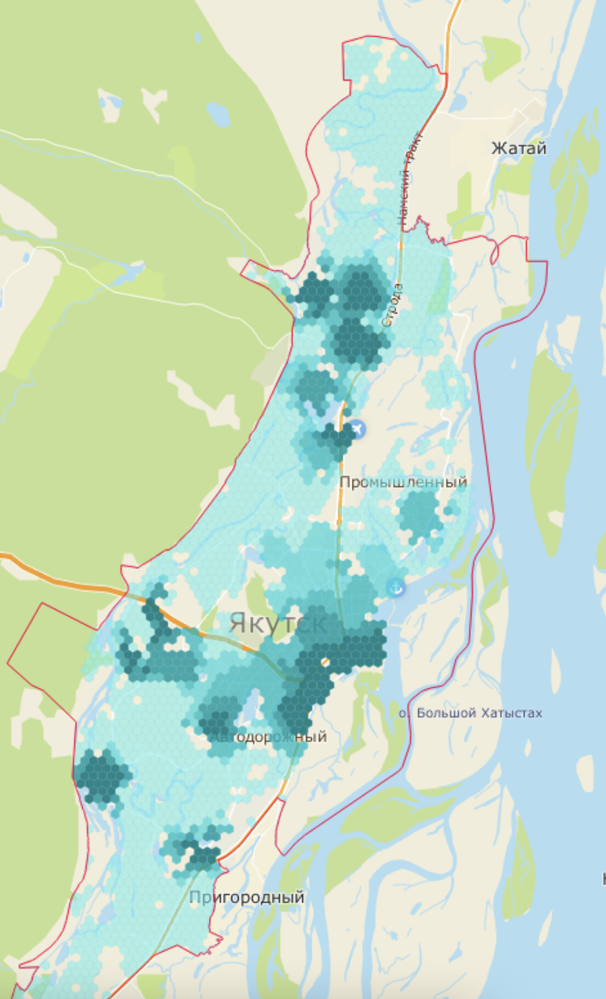 Жатай
Намский тракт
Строда
Промышленный
Якутск
о. Большой Хатыстах
Автодорожный
Пригородный